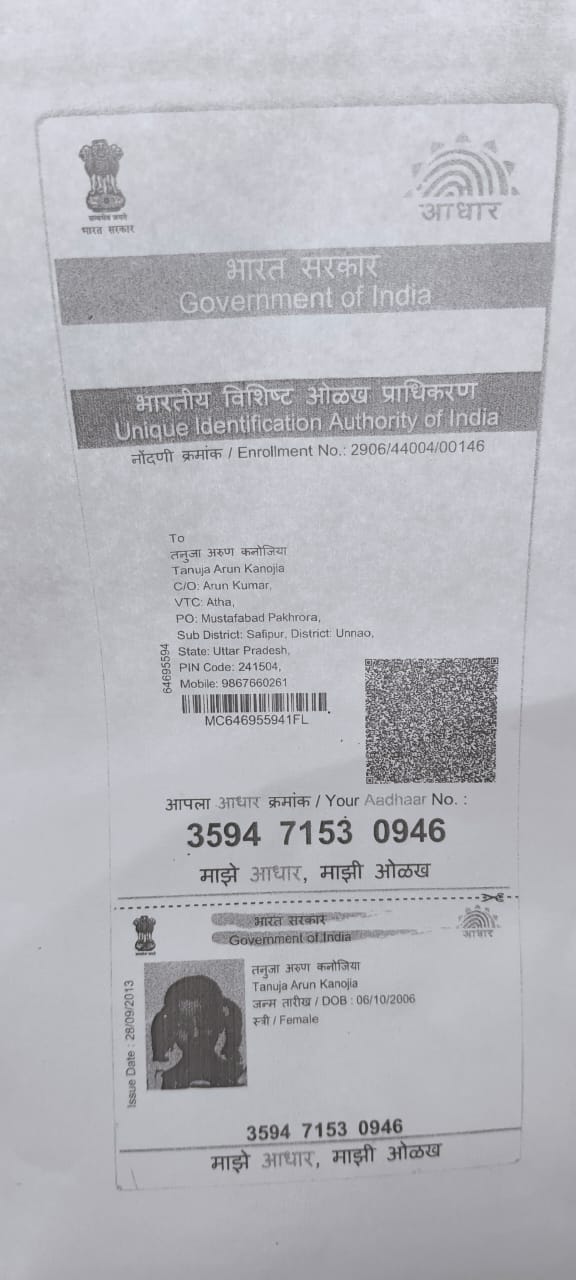 सत्यमेव जयते
भारत सरकार
आधार
भारत सरकार
Government of India
भारतीय विशिष्ट ओळख प्राधिकरण
Unique Identification Authority of India
नोंदणी क्रमांक / Enrollment No.: 2906/44004/00146
To
तनुजा अरुण कनोजिया
Tanuja Arun Kanojia
C/O: Arun Kumar,
VTC: Atha,
PO: Mustafabad Pakhrora,
Sub District: Safipur, District: Unnao,
State: Uttar Pradesh,
PIN Code: 241504,
Mobile: 9867660261
64695594
MC646955941FL
आपला आधार क्रमांक / Your Aadhaar No. :
3594 7153 0946
माझे आधार, माझी ओळख
भारत सरकार
Government of India
आधार
तनुजा अरुण कनोजिया
Tanuja Arun Kanojia
जन्म तारीख / DOB : 06/10/2006
स्त्री / Female
Issue Date : 28/09/2013
3594 7153 0946
माझे आधार, माझी ओळख